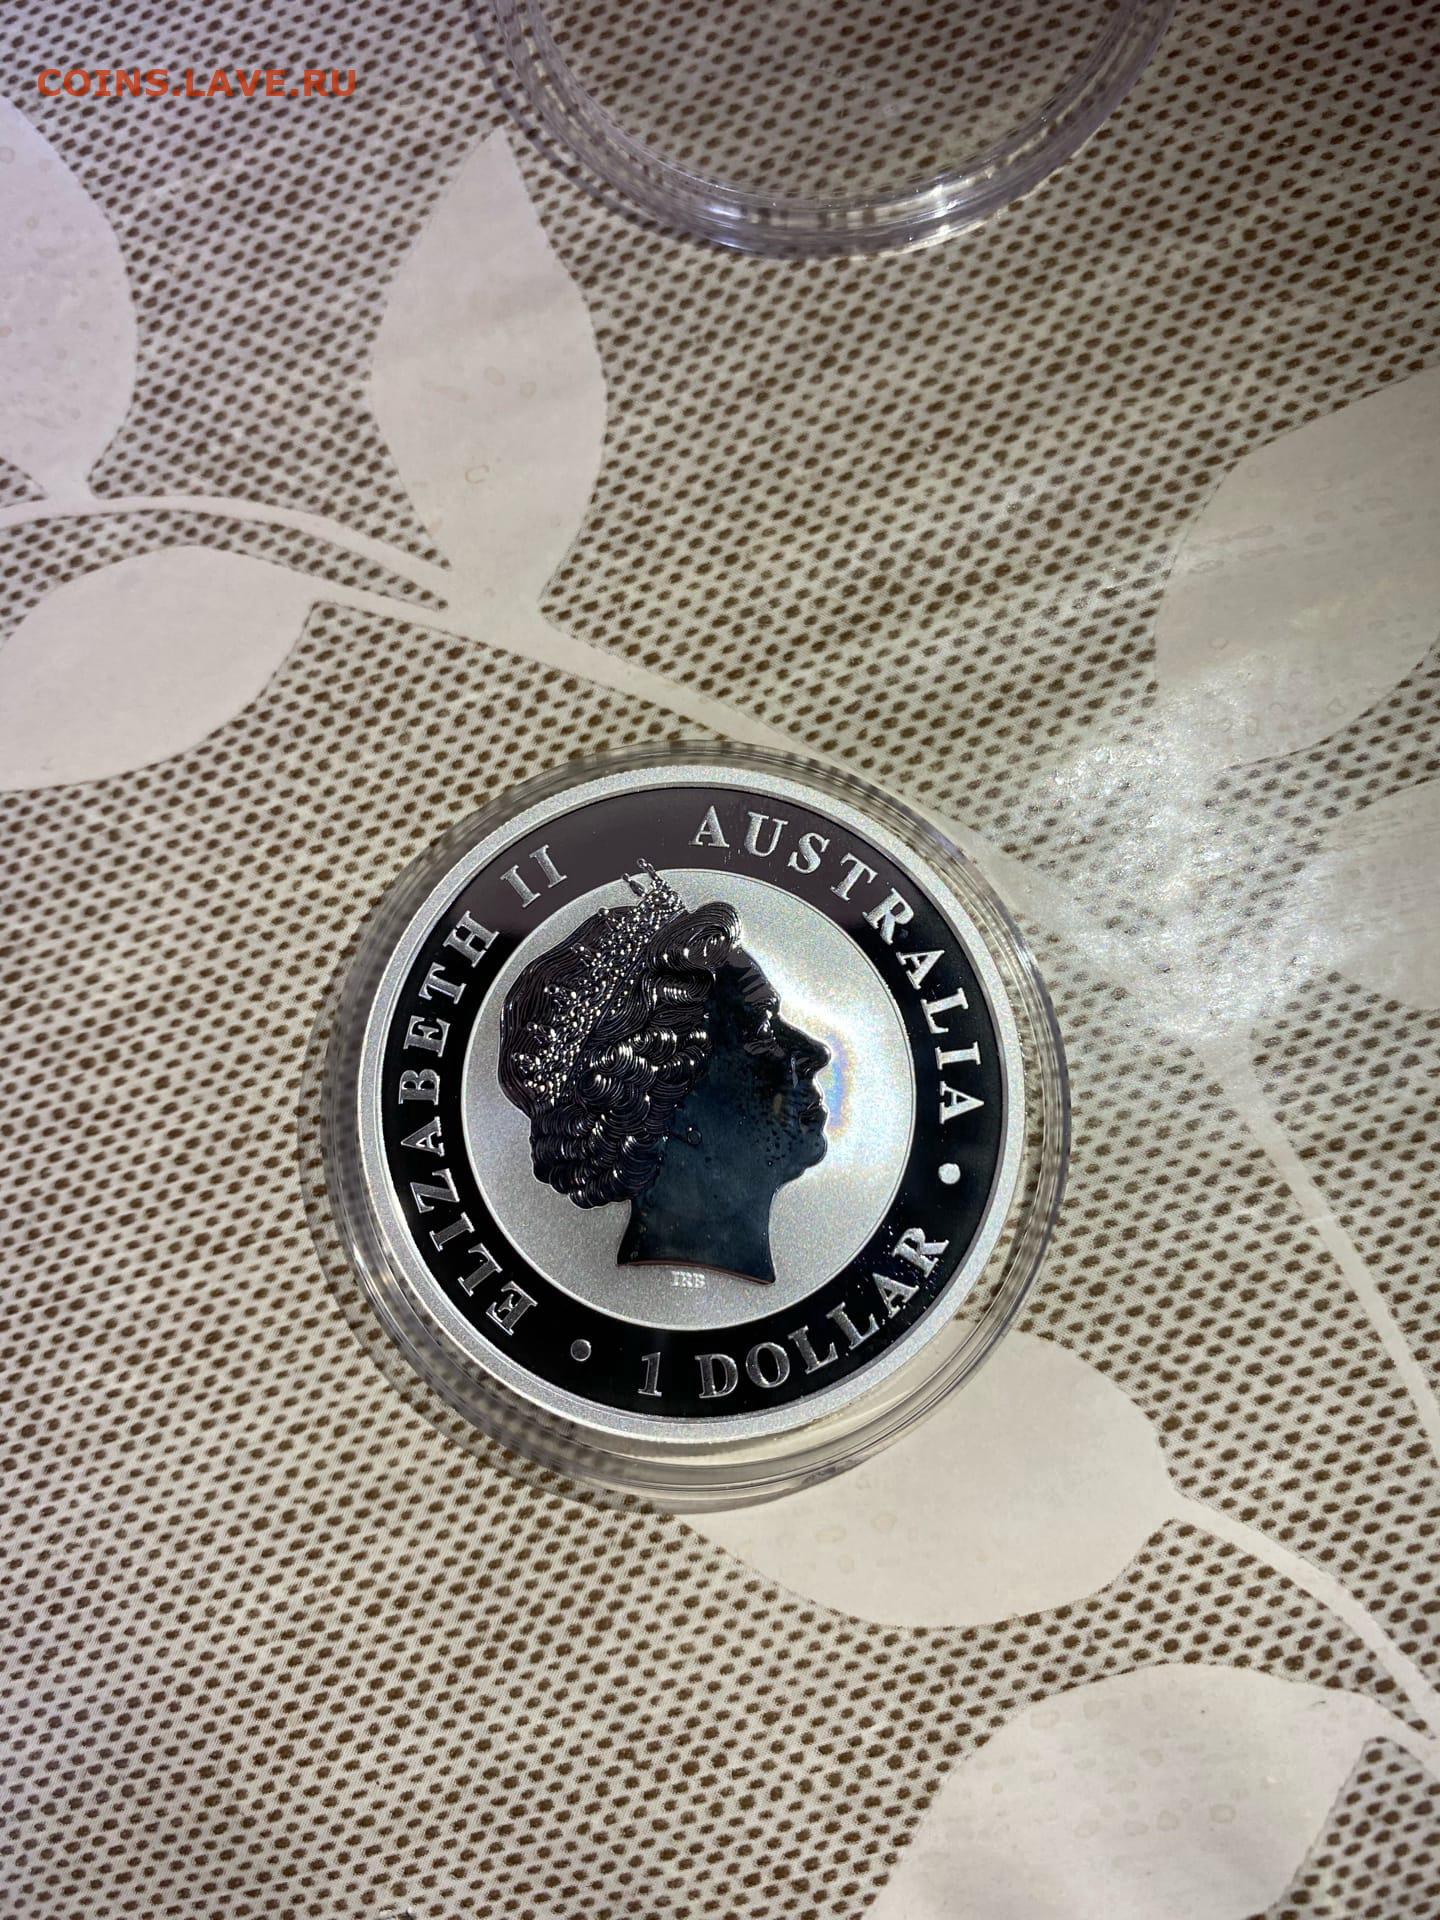 COINS.LAVE.RU
ELIZABETH II AUSTRALIA • 1 DOLLAR •
IRB